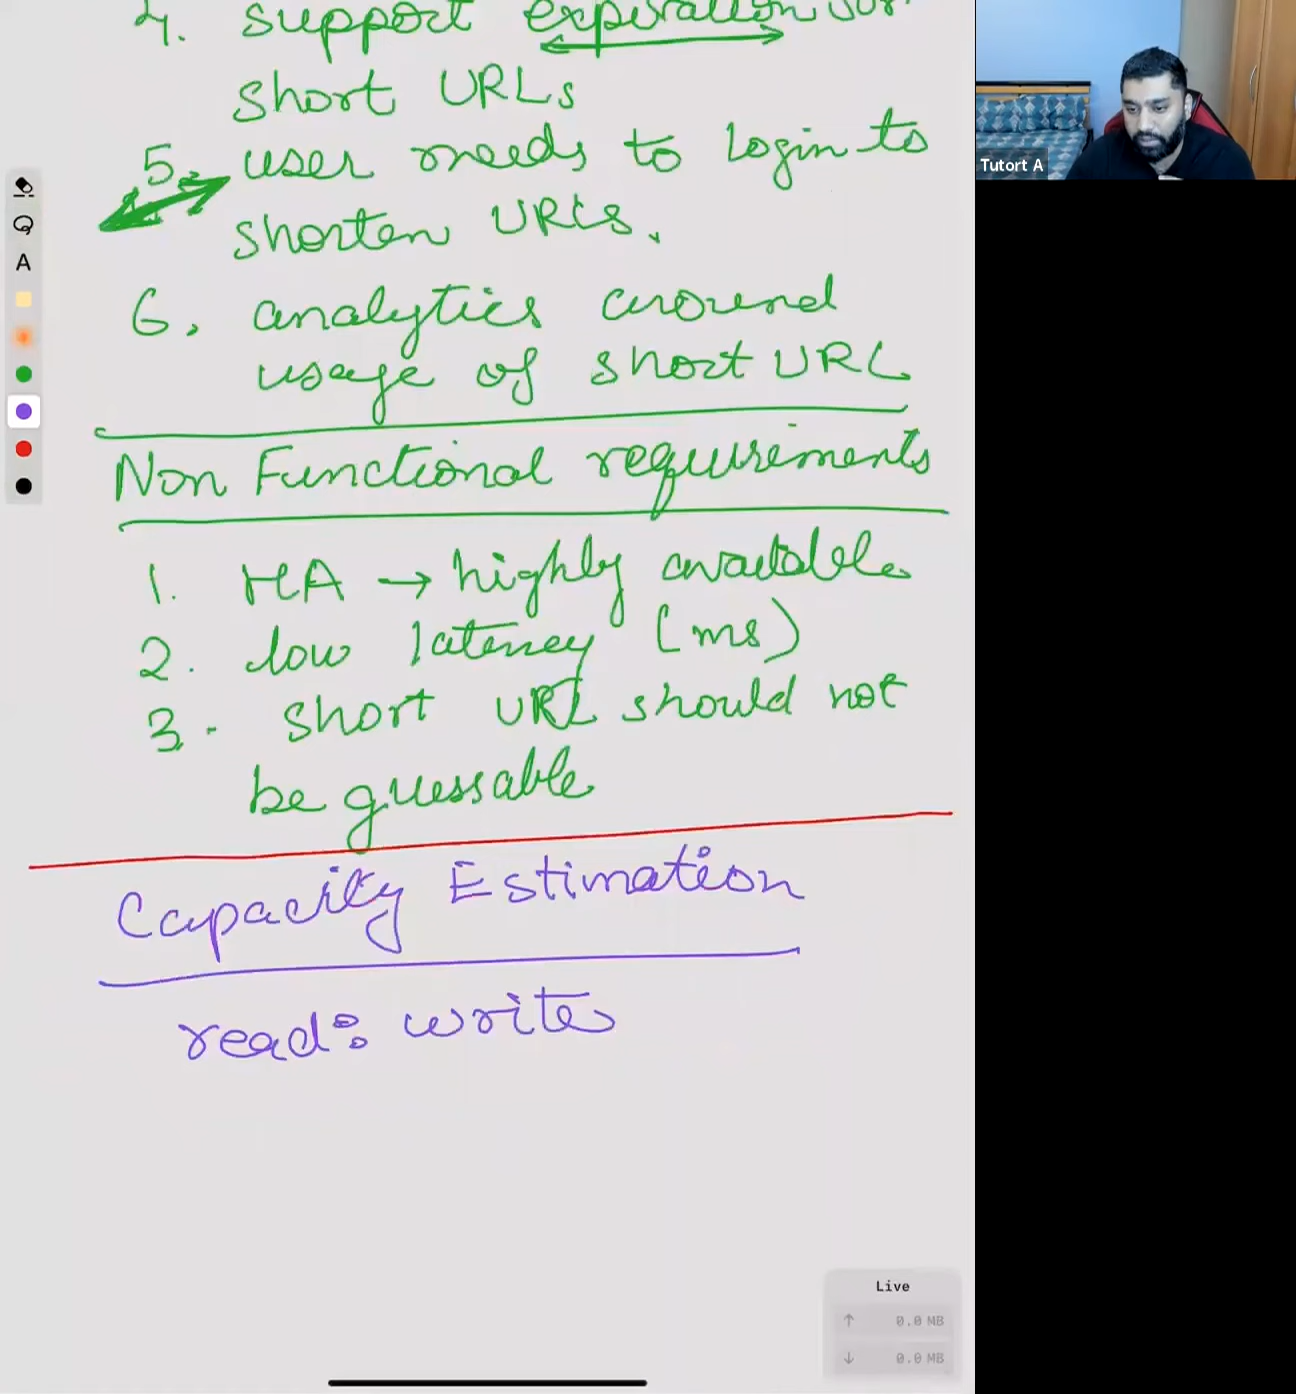 4. support expiration for
short URLs
5. user needs to login to
shorten URLs.
6. analytics around
usage of short URL
Non Functional requirements
1. HA → highly available
2. low latency (ms)
3. short URL should not
be guessable
Capacity Estimation
read: write
A
Tutort A
Live
↑ 0.0 MB
↓ 0.0 MB